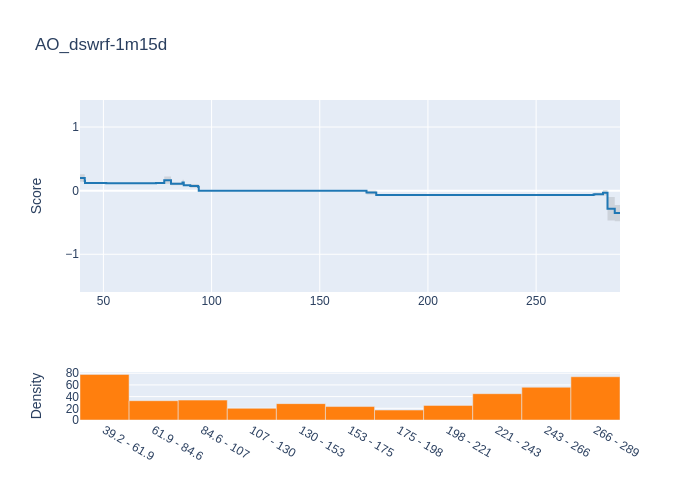 AO_dswrf-1m15d
Score
1
0
−1
50
100
150
200
250
Density
80
60
40
20
0
39.2 - 61.9
61.9 - 84.6
84.6 - 107
107 - 130
130 - 153
153 - 175
175 - 198
198 - 221
221 - 243
243 - 266
266 - 289